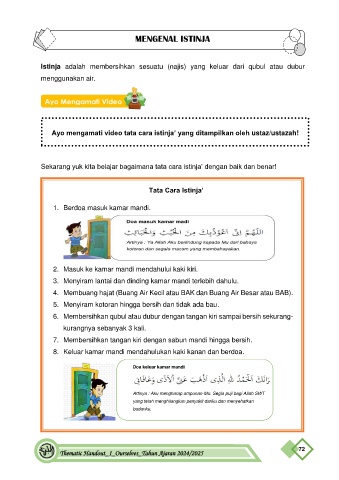 MENGENAL ISTINJA
Istinja adalah membersihkan sesuatu (najis) yang keluar dari qubul atau dubur
menggunakan air.
Ayo Mengamati Video
Ayo mengamati video tata cara istinja' yang ditampilkan oleh ustaz/ustazah!
Sekarang yuk kita belajar bagaimana tata cara istinja' dengan baik dan benar!
Tata Cara Istinja'
1. Berdoa masuk kamar mandi.
Doa masuk kamar madi
اَللّٰهُمَّ اِنِّيْ اَعُوْذُبِكَ مِنَ الْخُبُثِ وَالْخَبَائِثِ
Artinya : Ya Allah Aku berlindung kepada Mu dari bahaya
kotoran dan segala macam yang membahayakan.
2. Masuk ke kamar mandi mendahului kaki kiri.
3. Menyiram lantai dan dinding kamar mandi terlebih dahulu.
4. Membuang hajat (Buang Air Kecil atau BAK dan Buang Air Besar atau BAB).
5. Menyiram kotoran hingga bersih dan tidak ada bau.
6. Membersihkan qubul atau dubur dengan tangan kiri sampai bersih sekurang-
kurangnya sebanyak 3 kali.
7. Membersihkan tangan kiri dengan sabun mandi hingga bersih.
8. Keluar kamar mandi mendahulukan kaki kanan dan berdoa.
Doa keluar kamar mandi
الْحَمْدُ لِلّٰهِ الَّذِىْ اَذْهَبَ عَنِّى الْاَذٰى وَعَافَانِىْ
Artinya : Aku mengharap ampunan-Mu. Segia puji bagi Allah SWT
yang telah menghilangkan penyakit dariku dan menyehatkan
badanku.
Thematic Handout_1_Ourselves_Tahun Ajaran 2024/2025
72